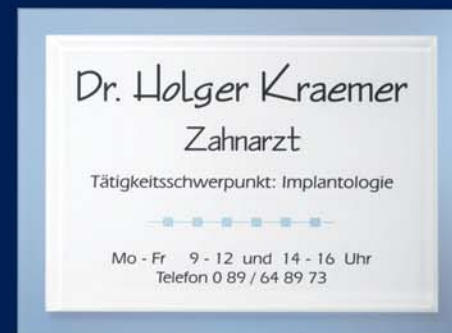 Dr. Holger Kraemer
Zahnarzt
Tätigkeitsschwerpunkt: Implantologie
Mo - Fr 9 - 12 und 14 - 16 Uhr
Telefon 0 89 / 64 89 73